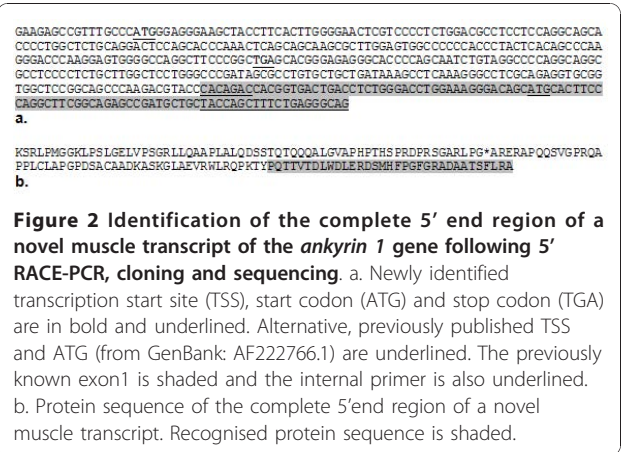 GAAGAGCCGTTTGCCCATGGGAGGGAAGCTACCTTCACTTGGGGAACTCGTCCCCTCTGGACGCCTCCTCCAGGCAGCA
CCCCTGGCTCTGCAGGACTCCAGCACCCAAACTCAGCAGCAAGCGCTTGGAGTGGCCCCCCACCCTACTCACAGCCCAA
GGGACCCAAGGAGTGGGGCCAGGCTTCCCGGCTGAGCACGGGAGAGGGCACCCCAGCAATCTGTAGGCCCCAGGCAGGC
GCCTCCCCTCTGCTTGGCTCCTGGGCCCGATAGCGCCTGTGCTGCTGATAAAGCCTCAAAGGGCCTCGCAGAGGTGCGG
TGGCTCCGGCAGCCCAAGACGTACCCACAGACCACGGTGACTGACCTCTGGGACCTGGAAAGGGACAGCATGCACTTCCC
CAGGCTTCGGCAGAGCCGATGCTGCTACCAGCTTTCTGAGGGCAG
a.
KSRLPMGGKLPSLGELVPSGRLLQAAPLALQDSSTQTQQQALGVAPHPTHSPRDPRSGARLPG*ARERAPQQSVGPRQA
PPLCLAPGPDSACAADKASKGLAEVRWLRQPKTYPQTTVTDLWDLERDSMHFPGFGRADAATSFLRA
b.
Figure 2 Identification of the complete 5’ end region of a
novel muscle transcript of the ankyrin 1 gene following 5’
RACE-PCR, cloning and sequencing. a. Newly identified
transcription start site (TSS), start codon (ATG) and stop codon (TGA)
are in bold and underlined. Alternative, previously published TSS
and ATG (from GenBank: AF222766.1) are underlined. The previously
known exon1 is shaded and the internal primer is also underlined.
b. Protein sequence of the complete 5’end region of a novel
muscle transcript. Recognised protein sequence is shaded.